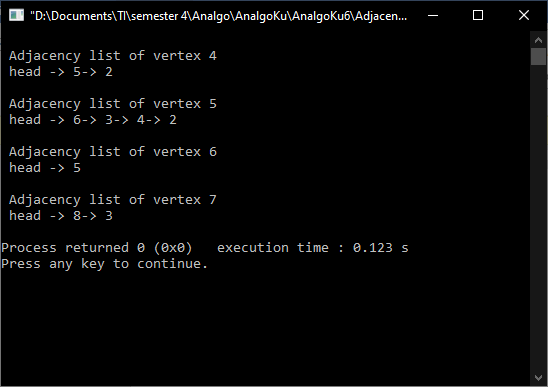 "D:\Documents\TI\semester 4\Analgo\AnalgoKu\AnalgoKu6\Adjacen...
Adjacency list of vertex 4
head -> 5-> 2
Adjacency list of vertex 5
head -> 6-> 3-> 4-> 2
Adjacency list of vertex 6
head -> 5
Adjacency list of vertex 7
head -> 8-> 3
Process returned 0 (0x0)   execution time : 0.123 s
Press any key to continue.